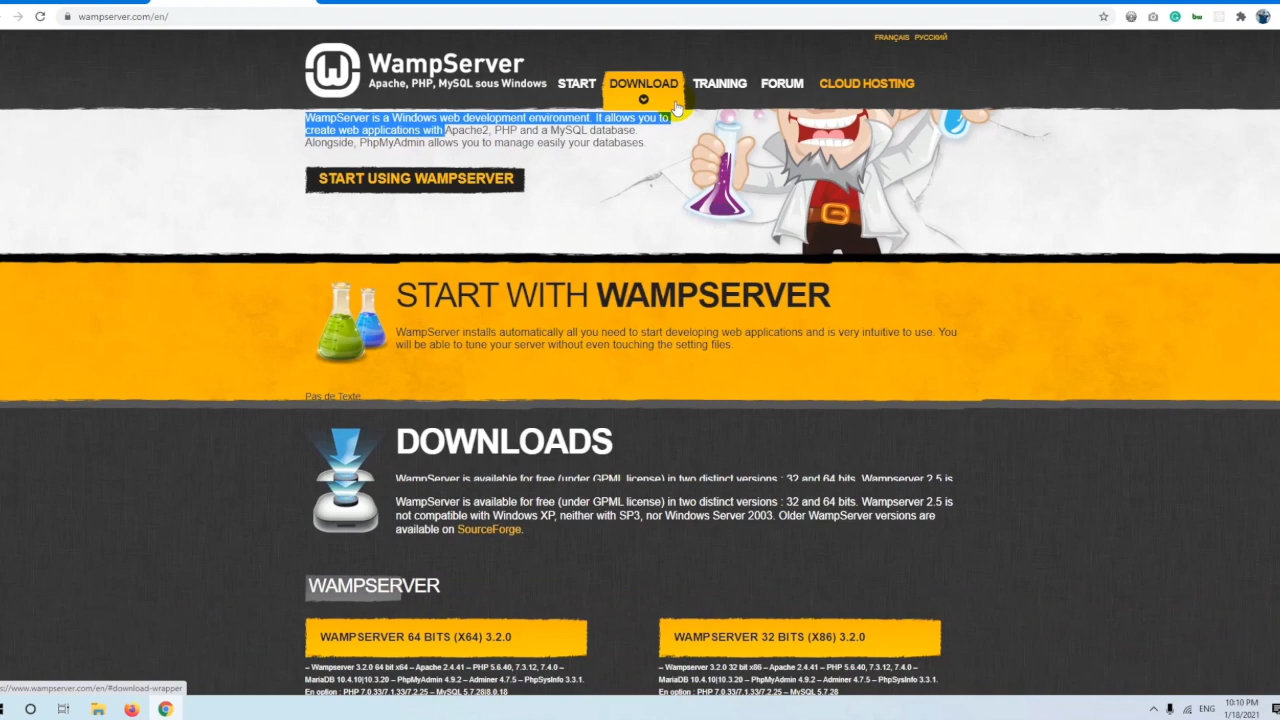 wampserver.com/en/
FRANÇAIS РУССКИЙ
WampServer
Apache, PHP, MySQL sous Windows
START DOWNLOAD TRAINING FORUM CLOUD HOSTING
WampServer is a Windows web development environment. It allows you to
create web applications with Apache2, PHP and a MySQL database.
Alongside, PhpMyAdmin allows you to manage easily your databases.
START USING WAMPSERVER
START WITH WAMPSERVER
WampServer installs automatically all you need to start developing web applications and is very intuitive to use. You
will be able to tune your server without even touching the setting files.
Pas de Texte
DOWNLOADS
WampServer is available for free (under GPML license) in two distinct versions : 32 and 64 bits. Wampserver 2.5 is
WampServer is available for free (under GPML license) in two distinct versions : 32 and 64 bits. Wampserver 2.5 is
not compatible with Windows XP, neither with SP3, nor Windows Server 2003. Older WampServer versions are
available on SourceForge.
WAMPSERVER
WAMPSERVER 64 BITS (X64) 3.2.0
– Wampserver 3.2.0 64 bit x64 – Apache 2.4.41 – PHP 5.6.40, 7.3.12, 7.4.0 –
MariaDB 10.4.10|10.3.20 – PhpMyAdmin 4.9.2 – Adminer 4.7.5 – PhpSysInfo 3.3.1.
En option : PHP 7.0.33/7.1.33/7.2.25 – MySQL 5.7.28|8.0.18
WAMPSERVER 32 BITS (X86) 3.2.0
– Wampserver 3.2.0 32 bit x86 – Apache 2.4.41 – PHP 5.6.40, 7.3.12, 7.4.0 –
MariaDB 10.4.10|10.3.20 – PhpMyAdmin 4.9.2 – Adminer 4.7.5 – PhpSysInfo 3.3.1.
En option : PHP 7.0.33/7.1.33/7.2.25 – MySQL 5.7.28
s://www.wampserver.com/en/#download-wrapper
ENG
10:10 PM
1/18/2021